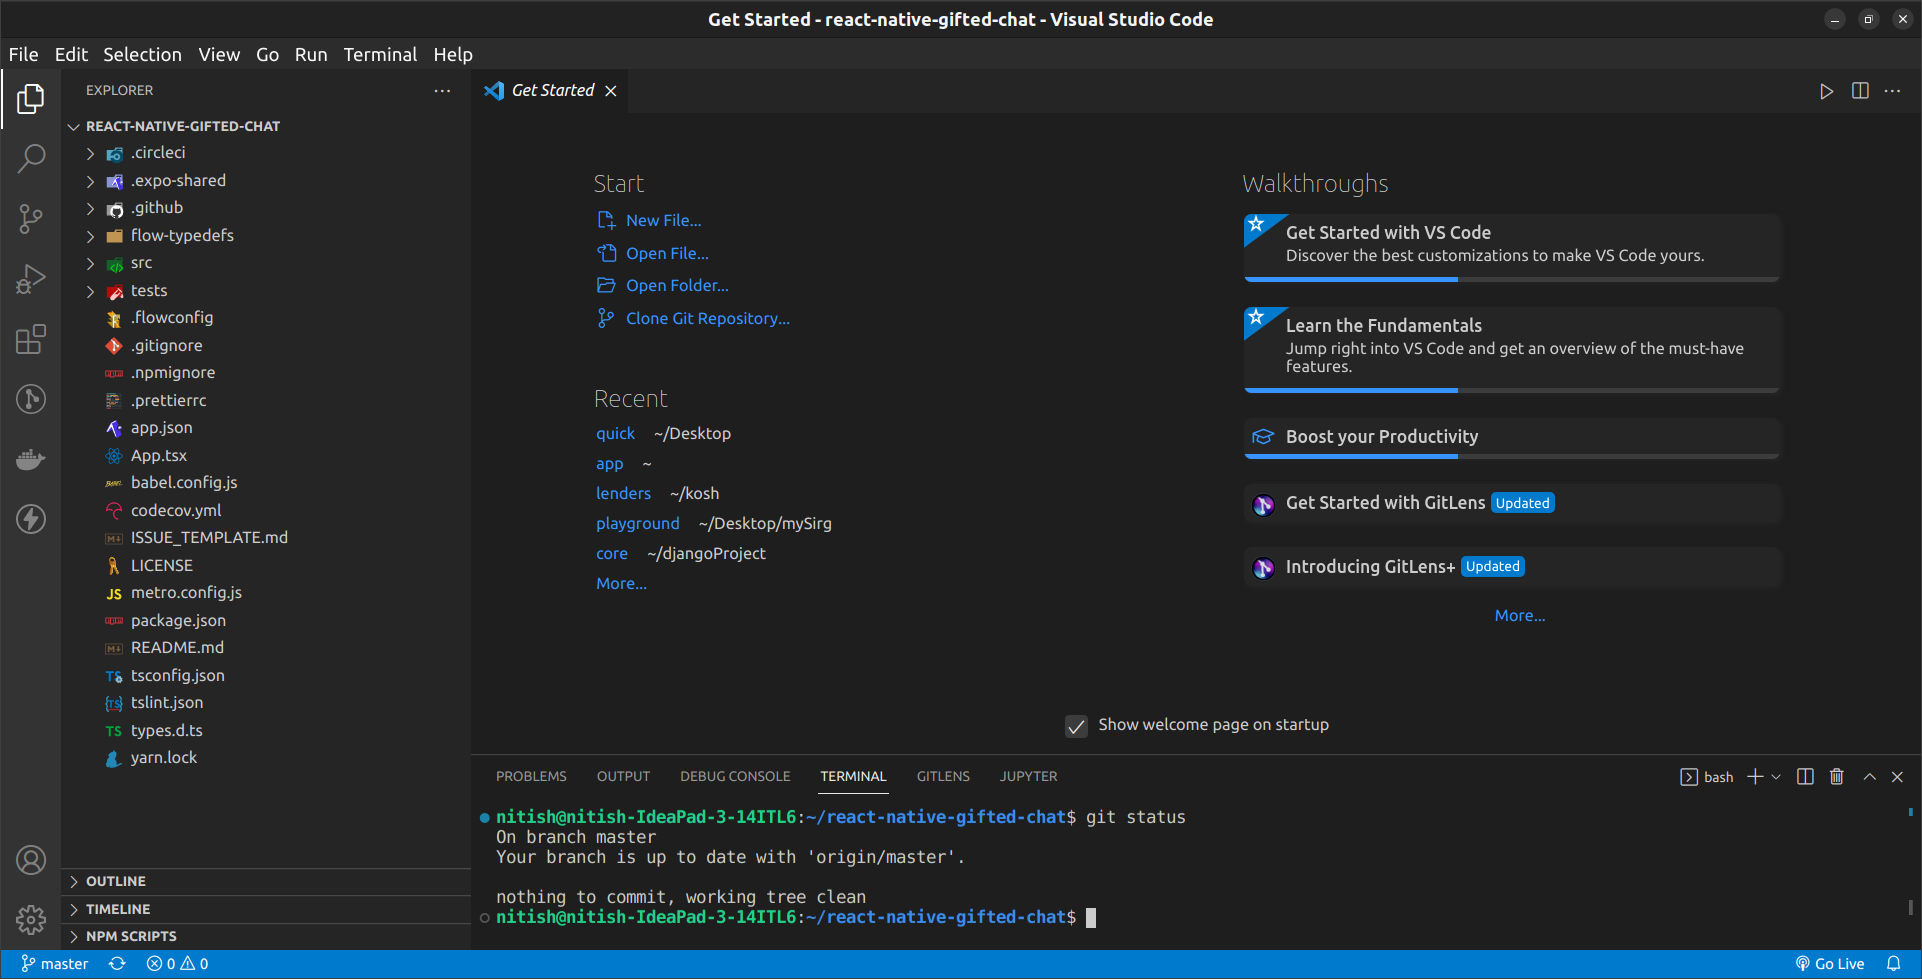 Get Started - react-native-gifted-chat - Visual Studio Code
File Edit Selection View Go Run Terminal Help
EXPLORER
REACT-NATIVE-GIFTED-CHAT
.circleci
.expo-shared
.github
flow-typedefs
src
tests
.flowconfig
.gitignore
.npmignore
.prettierrc
app.json
App.tsx
babel.config.js
codecov.yml
ISSUE_TEMPLATE.md
LICENSE
JS metro.config.js
package.json
README.md
TS tsconfig.json
TS tslint.json
TS types.d.ts
yarn.lock
OUTLINE
TIMELINE
NPM SCRIPTS
Get Started
Start
New File...
Open File...
Open Folder...
Clone Git Repository...
Recent
quick ~/Desktop
app ~
lenders ~/kosh
playground ~/Desktop/mySirg
core ~/djangoProject
More...
Walkthroughs
Get Started with VS Code
Discover the best customizations to make VS Code yours.
Learn the Fundamentals
Jump right into VS Code and get an overview of the must-have
features.
Boost your Productivity
Get Started with GitLens Updated
Introducing GitLens+ Updated
More...
Show welcome page on startup
PROBLEMS OUTPUT DEBUG CONSOLE TERMINAL GITLENS JUPYTER
bash
nitish@nitish-IdeaPad-3-14ITL6:~/react-native-gifted-chat$ git status
On branch master
Your branch is up to date with 'origin/master'.
nothing to commit, working tree clean
nitish@nitish-IdeaPad-3-14ITL6:~/react-native-gifted-chat$
master 0 0 Go Live